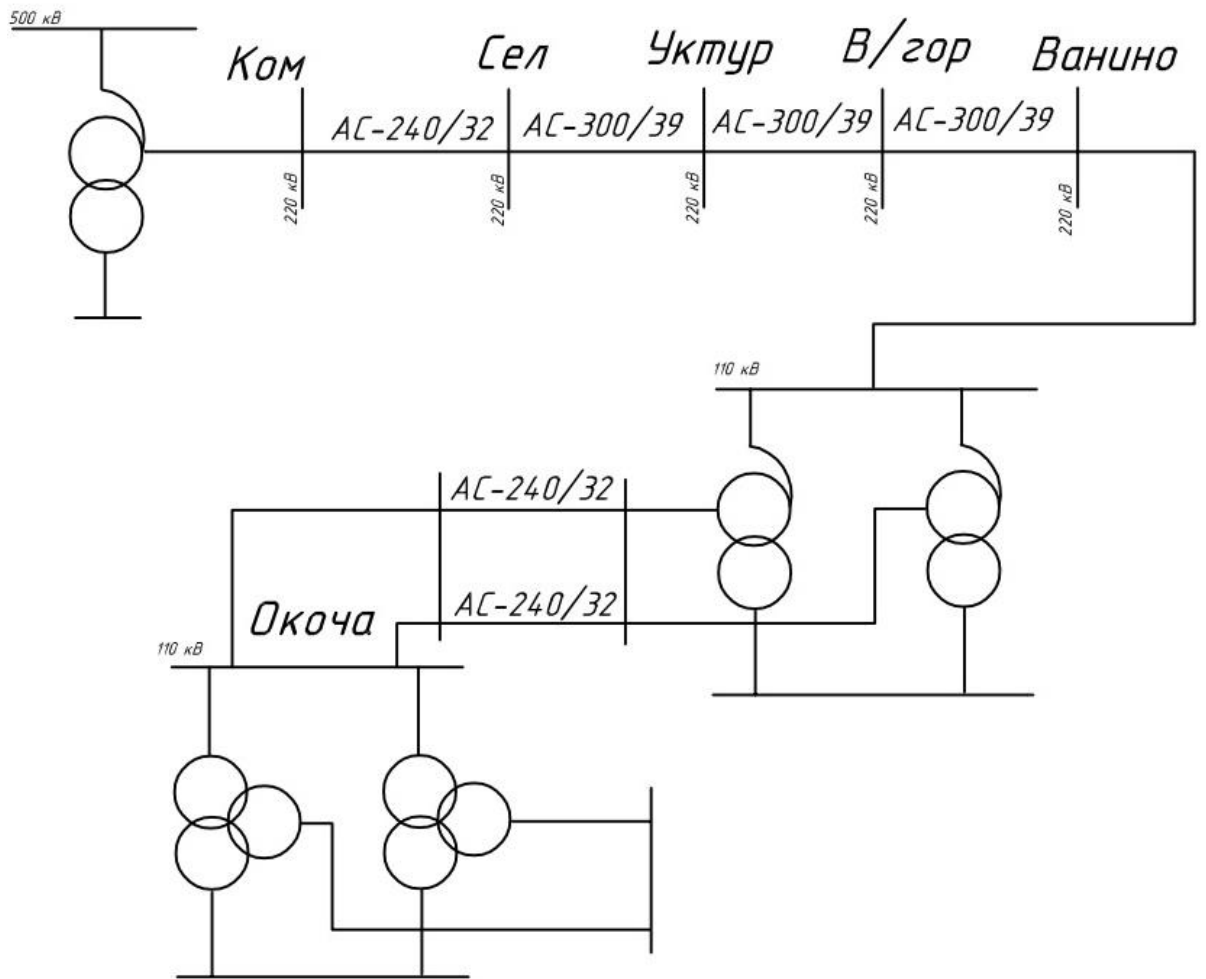 500 кВ
Ком
Сел
Уктур
В/гор
Ванино
АС-240/32
АС-300/39
АС-300/39
АС-300/39
220 кВ
220 кВ
220 кВ
220 кВ
220 кВ
110 кВ
АС-240/32
АС-240/32
Окоча
110 кВ